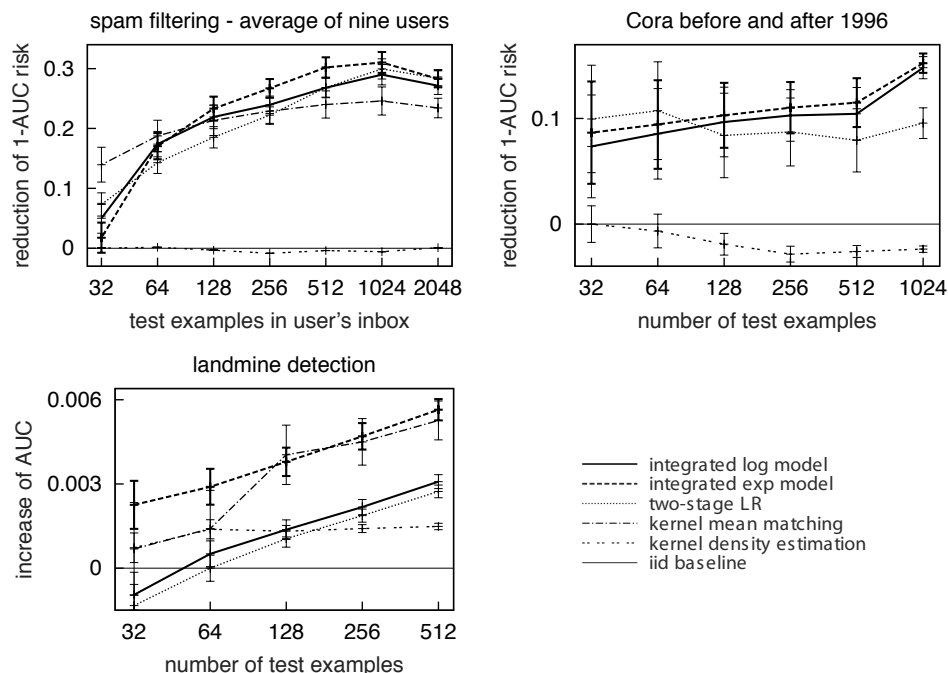 spam filtering - average of nine users
reduction of 1-AUC risk
0.3
0.2
0.1
0
32 64 128 256 512 1024 2048
test examples in user's inbox
Cora before and after 1996
reduction of 1-AUC risk
0.1
0
32 64 128 256 512 1024
number of test examples
landmine detection
increase of AUC
0.006
0.003
0
32 64 128 256 512
number of test examples
integrated log model
integrated exp model
two-stage LR
kernel mean matching
kernel density estimation
iid baseline